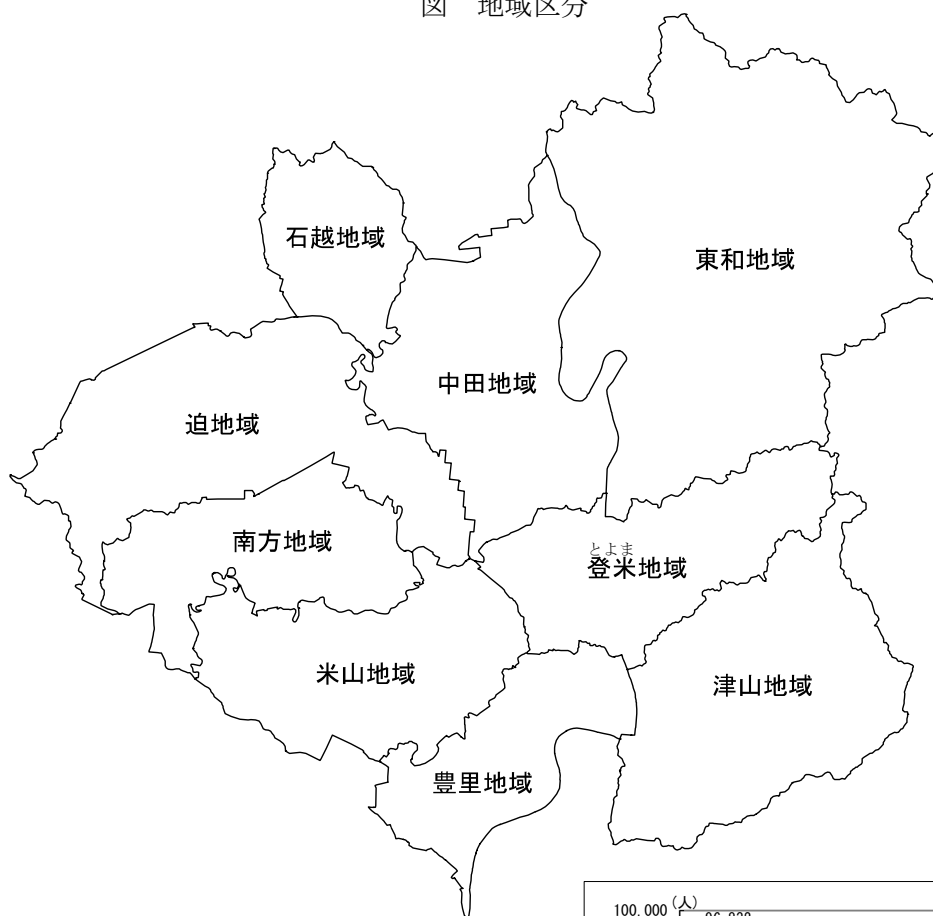 図　地域区分
石越地域
東和地域
中田地域
迫地域
南方地域
とよま
登米地域
米山地域
津山地域
豊里地域
100,000 (人)